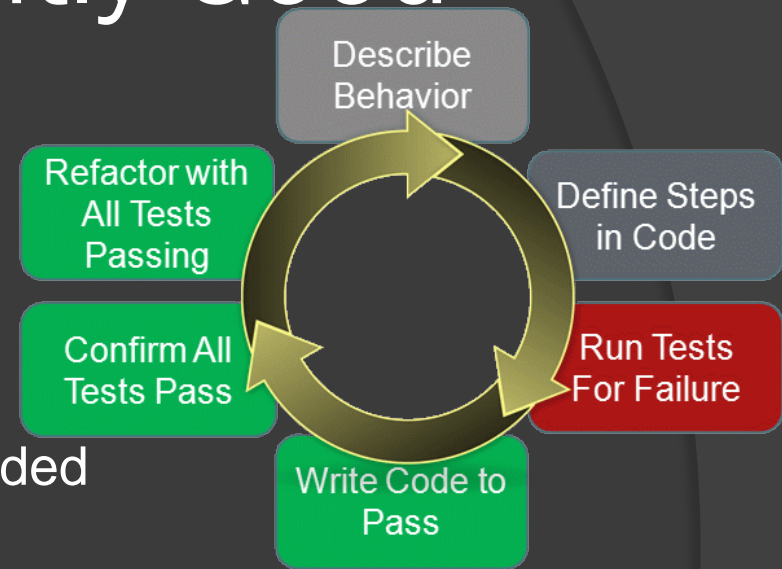 Good
Describe
Behavior
Define Steps
in Code
Run Tests
For Failure
Write Code to
Pass
Confirm All
Tests Pass
Refactor with
All Tests
Passing